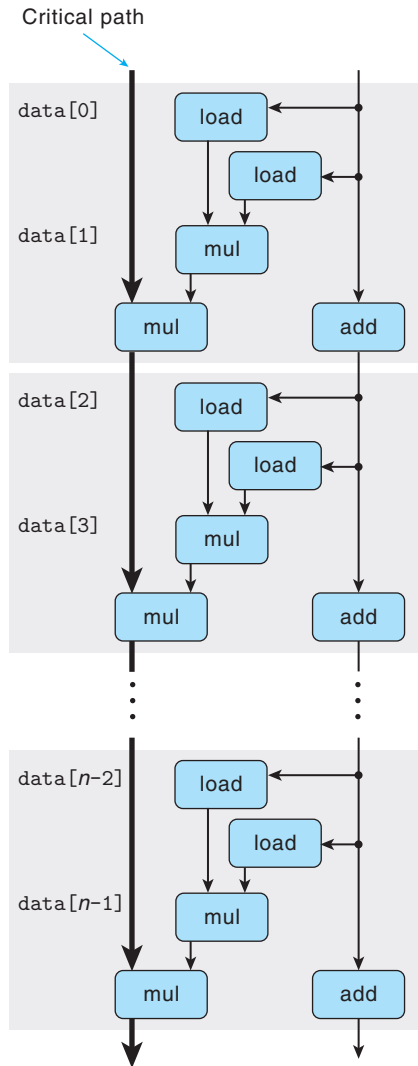 Critical path
data[0]
load
load
data[1]
mul
mul
add
data[2]
load
load
data[3]
mul
mul
add
data[n-2]
load
load
data[n-1]
mul
mul
add